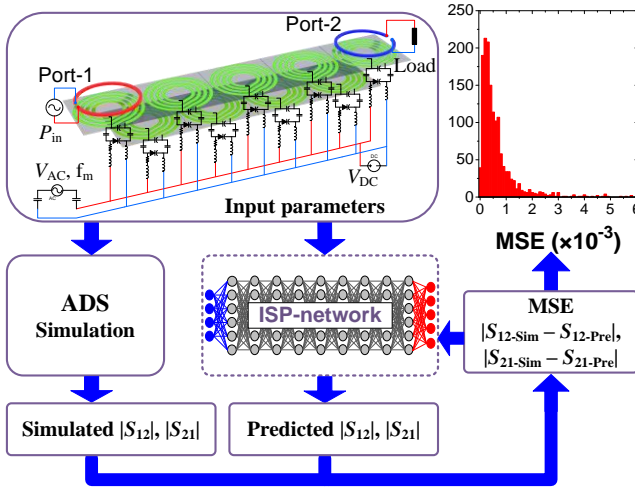 Port-2
Port-1
Load
P_in
V_AC, f_m
AC
DC
V_DC
Input parameters
250
200
150
100
50
0
0 1 2 3 4 5 6
MSE (×10⁻³)
ADS
Simulation
ISP-network
MSE
|S_12-Sim − S_12-Pre|,
|S_21-Sim − S_21-Pre|
Simulated |S_12|, |S_21|
Predicted |S_12|, |S_21|